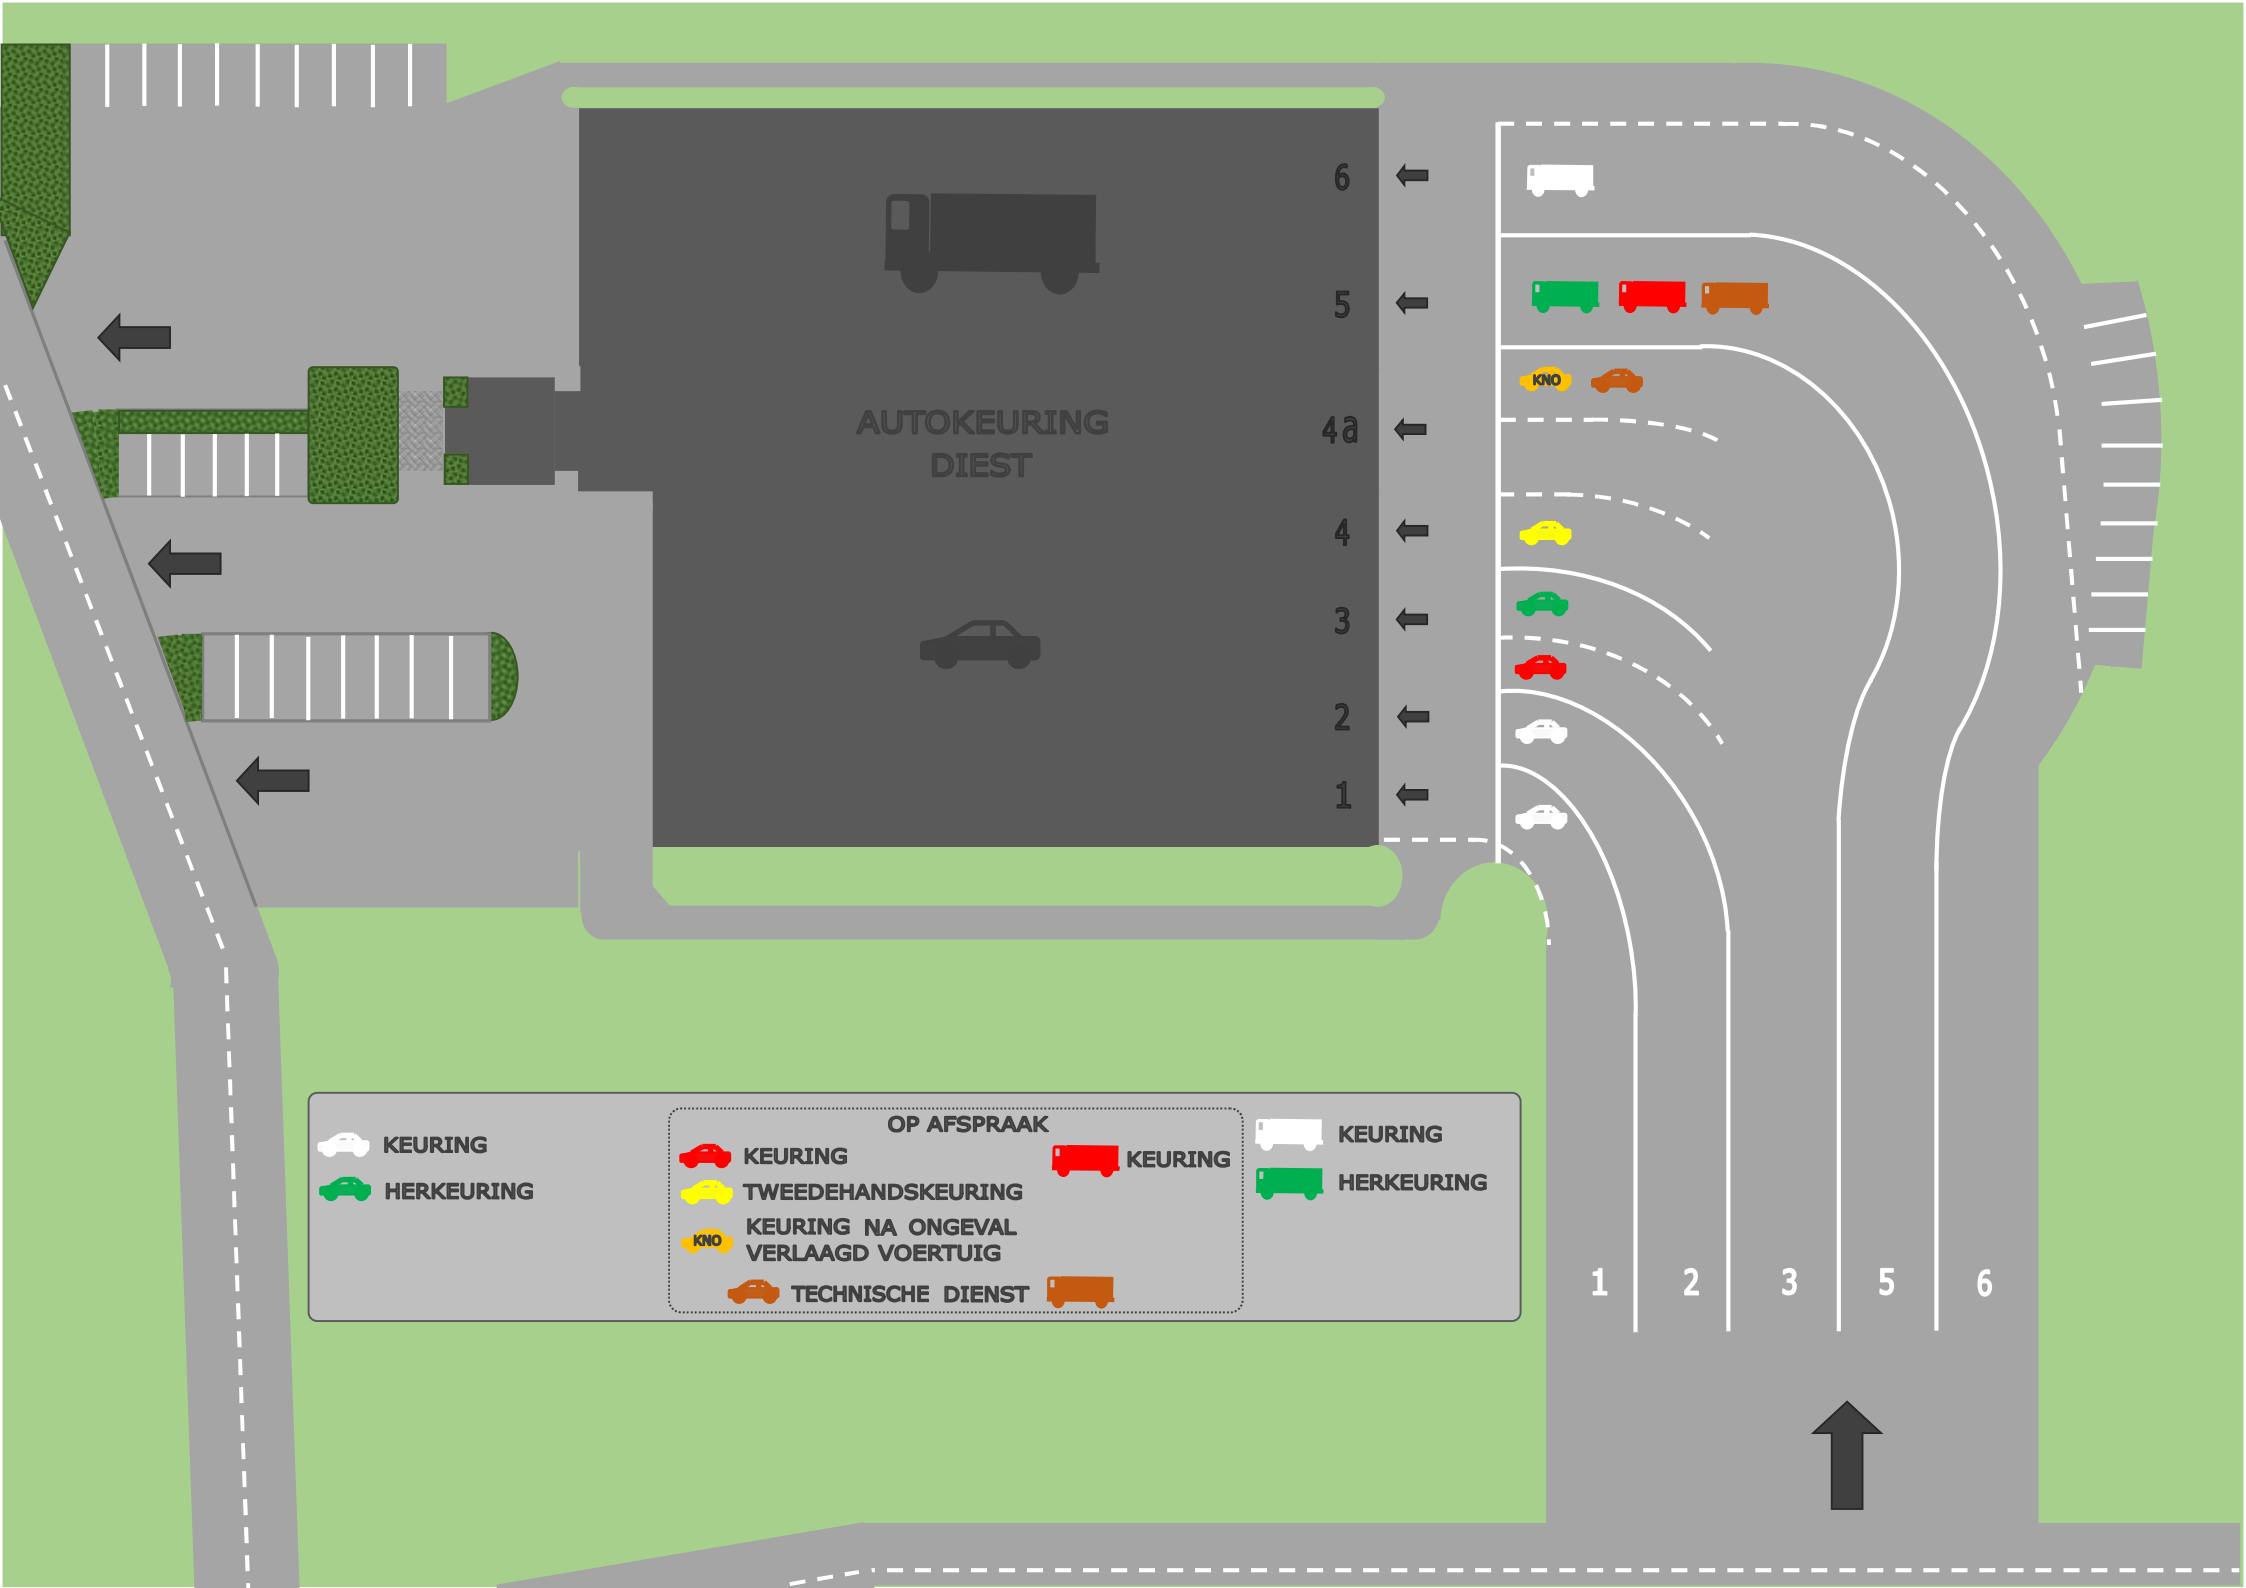 6
5
KNO
AUTOKEURING
4a
DIEST
4
3
2
1
OP AFSPRAAK
KEURING
KEURING
KEURING
KEURING
HERKEURING
TWEEDEHANDSKEURING
HERKEURING
KNO
KEURING NA ONGEVAL
VERLAAGD VOERTUIG
TECHNISCHE DIENST
1 2 3 5 6